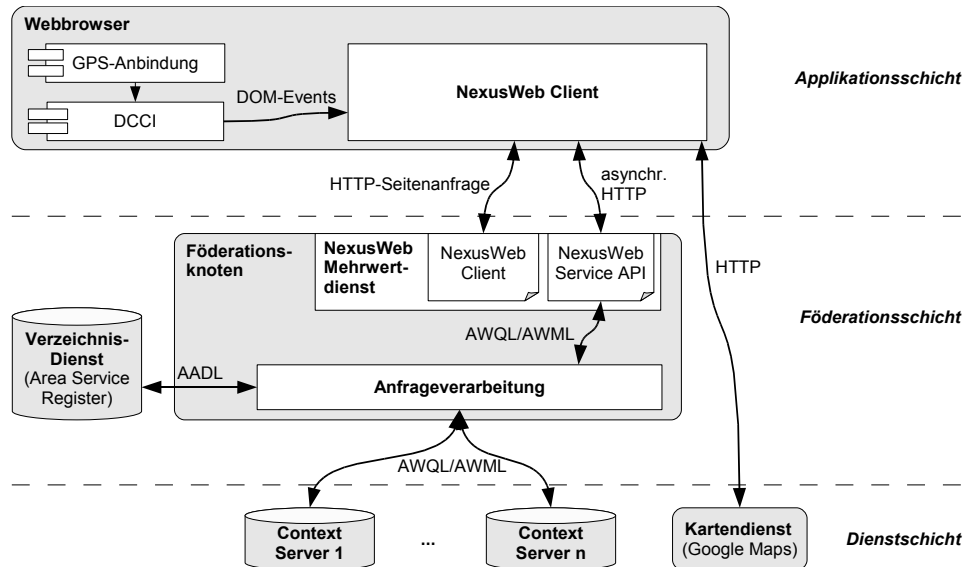 Webbrowser
GPS-Anbindung
DCCI
DOM-Events
NexusWeb Client
Applikationsschicht
HTTP-Seitenanfrage
asynchr.
HTTP
HTTP
Föderations-
knoten
NexusWeb
Mehrwert-
dienst
NexusWeb
Client
NexusWeb
Service API
AWQL/AWML
Föderationsschicht
Verzeichnis-
Dienst
(Area Service
Register)
AADL
Anfrageverarbeitung
AWQL/AWML
Context
Server 1
...
Context
Server n
Kartendienst
(Google Maps)
Dienstschicht